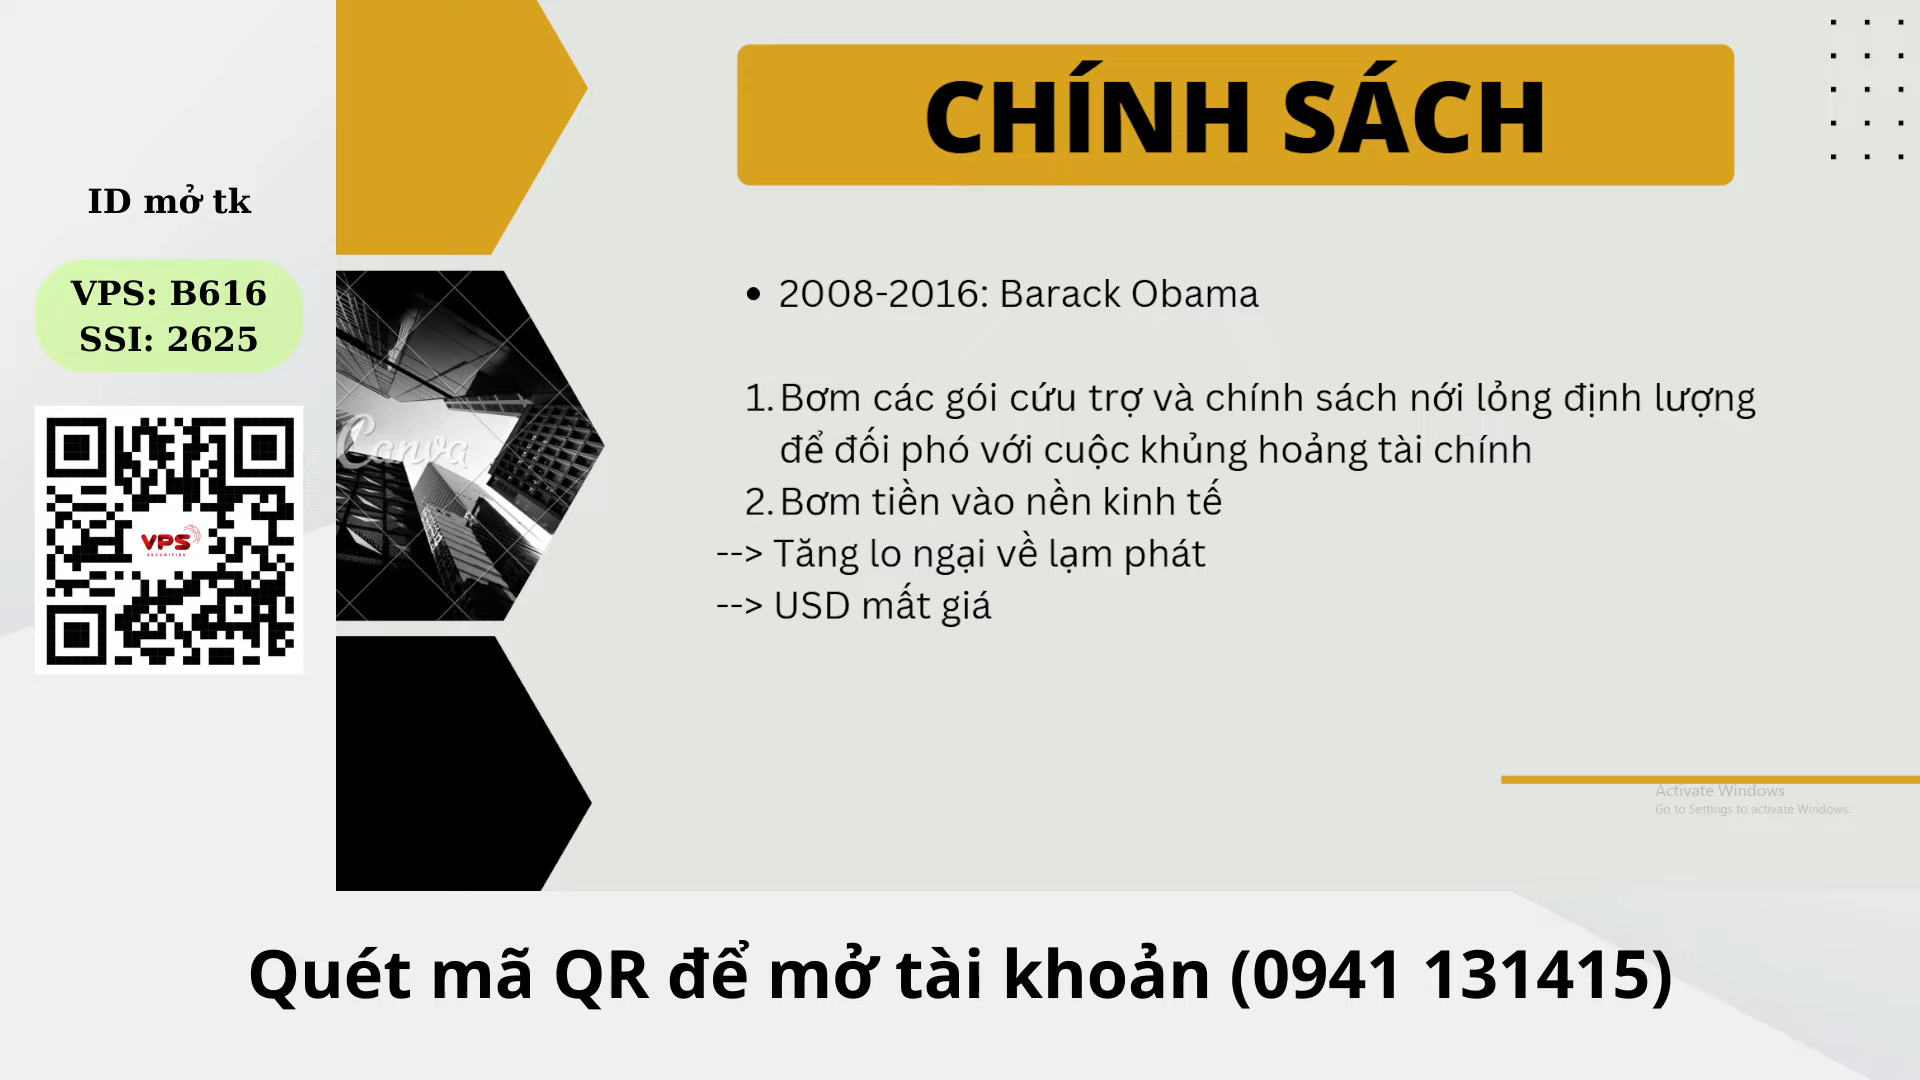 ID mở tk
VPS: B616
SSI: 2625
VPS
SECURITIES
CHÍNH SÁCH
Canva
• 2008-2016: Barack Obama
1. Bơm các gói cứu trợ và chính sách nới lỏng định lượng
để đối phó với cuộc khủng hoảng tài chính
2. Bơm tiền vào nền kinh tế
--> Tăng lo ngại về lạm phát
--> USD mất giá
Activate Windows
Go to Settings to activate Windows.
Quét mã QR để mở tài khoản (0941 131415)